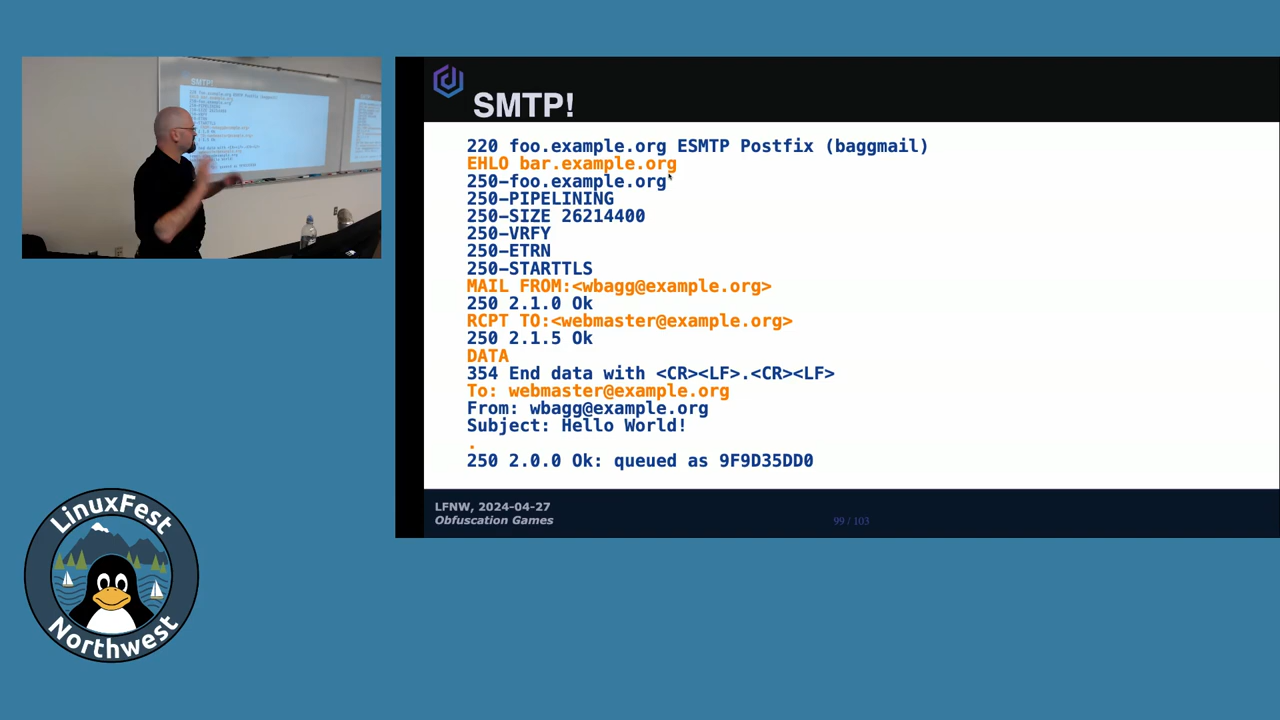 SMTP!
220 foo.example.org ESMTP Postfix (baggmail)
EHLO bar.example.org
250-foo.example.org
250-PIPELINING
250-SIZE 26214400
250-VRFY
250-ETRN
250-STARTTLS
MAIL FROM:<wbagg@example.org>
250 2.1.0 Ok
RCPT TO:<webmaster@example.org>
250 2.1.5 Ok
DATA
354 End data with <CR><LF>.<CR><LF>
To: webmaster@example.org
From: wbagg@example.org
Subject: Hello World!
.
250 2.0.0 Ok: queued as 9F9D35DD0
LFNW, 2024-04-27
Obfuscation Games
99 / 103
LinuxFest
Northwest